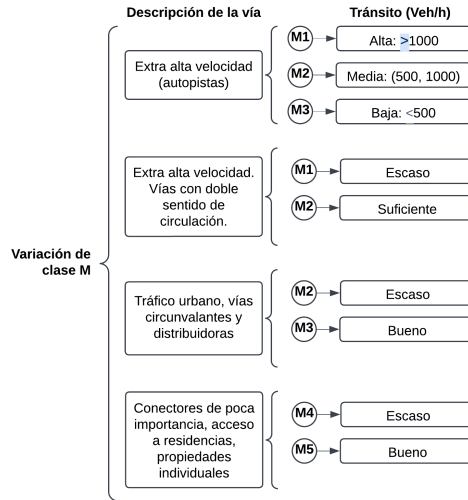 Descripción de la vía
Tránsito (Veh/h)
Variación de
clase M
Extra alta velocidad
(autopistas)
M1
Alta: >1000
M2
Media: (500, 1000)
M3
Baja: <500
Extra alta velocidad.
Vías con doble
sentido de
circulación.
M1
Escaso
M2
Suficiente
Tráfico urbano, vías
circunvalantes y
distribuidoras
M2
Escaso
M3
Bueno
Conectores de poca
importancia, acceso
a residencias,
propiedades
individuales
M4
Escaso
M5
Bueno